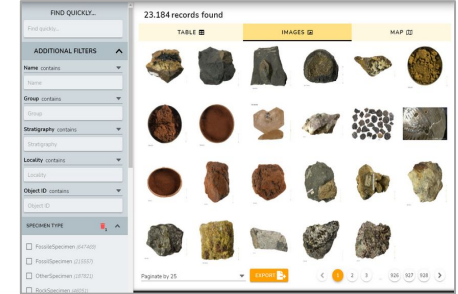 FIND QUICKLY...
Find quickly...
ADDITIONAL FILTERS
Name contains
Name
Group contains
Group
Stratigraphy contains
Stratigraphy
Locality contains
Locality
Object ID contains
Object ID
SPECIMEN TYPE
OtherSpecimen
RockSpecimen
23.184 records found
TABLE
IMAGES
MAP
Paginate by 25
EXPORT
1 2 3 ... 926 927 928